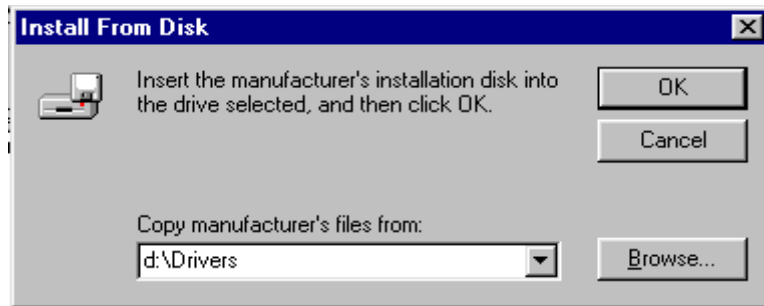 Install From Disk
Insert the manufacturer's installation disk into
the drive selected, and then click OK.
OK
Cancel
Copy manufacturer's files from:
d:\Drivers
Browse...